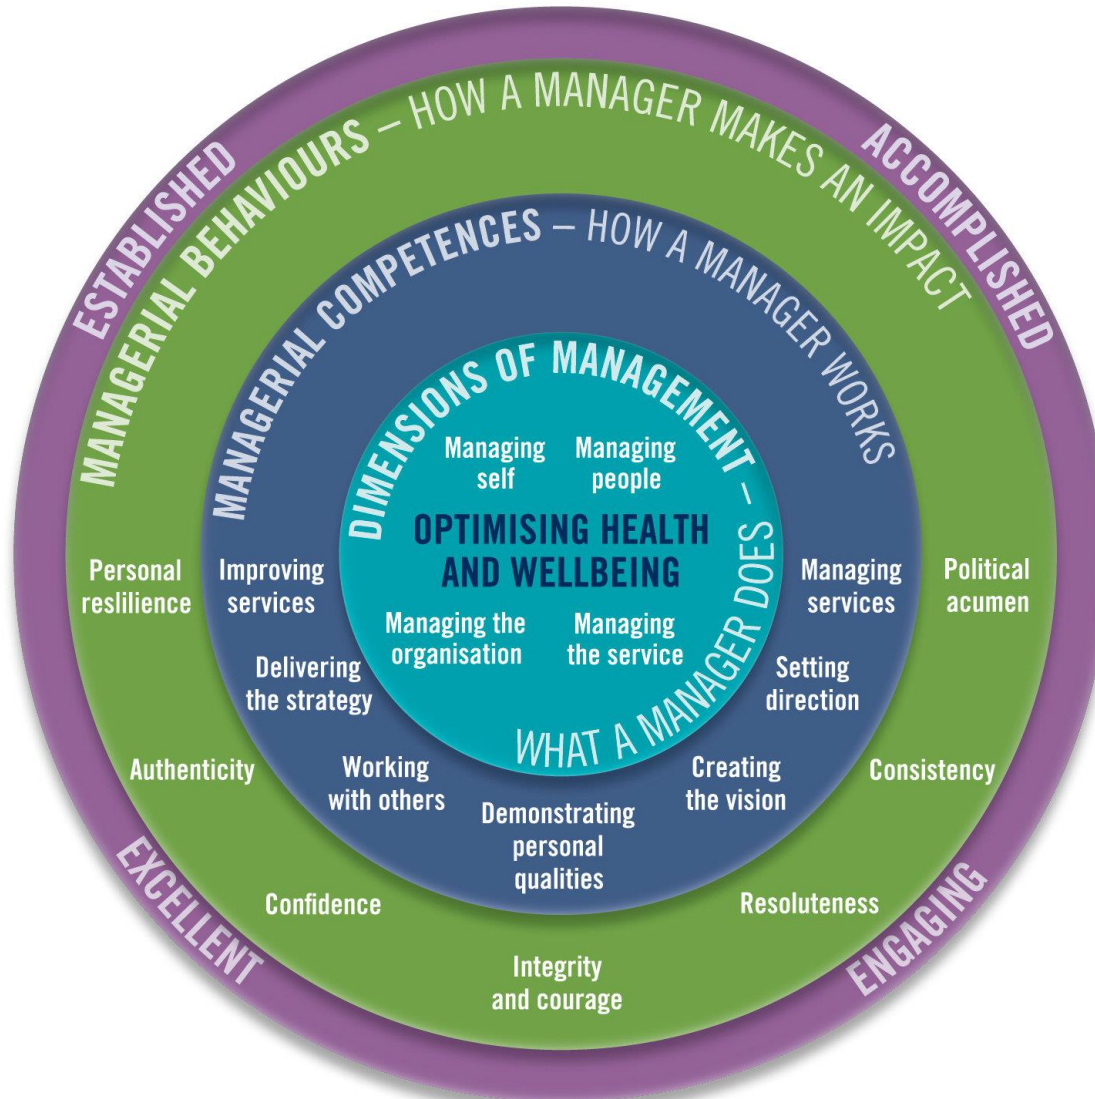 ESTABLISHED
ACCOMPLISHED
EXCELLENT
ENGAGING
MANAGERIAL BEHAVIOURS – HOW A MANAGER MAKES AN IMPACT
Personal
reslilience
Authenticity
Confidence
Integrity
and courage
Resoluteness
Consistency
Political
acumen
MANAGERIAL COMPETENCES – HOW A MANAGER WORKS
Improving
services
Delivering
the strategy
Working
with others
Demonstrating
personal
qualities
Creating
the vision
Setting
direction
Managing
services
DIMENSIONS OF MANAGEMENT – WHAT A MANAGER DOES
Managing
self
Managing
people
OPTIMISING HEALTH
AND WELLBEING
Managing the
organisation
Managing
the service